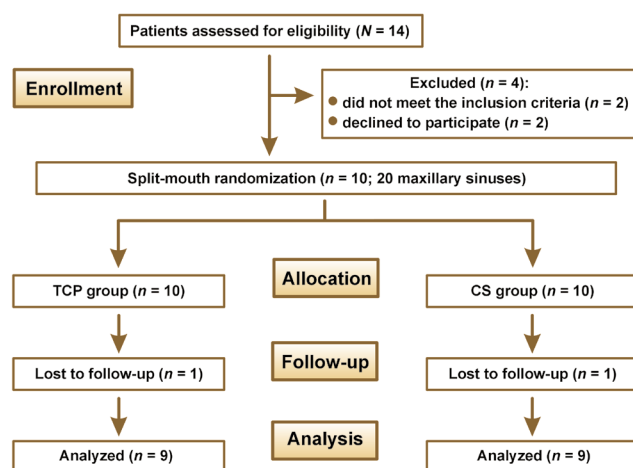 Patients assessed for eligibility (N = 14)
Enrollment
Excluded (n = 4):
● did not meet the inclusion criteria (n = 2)
● declined to participate (n = 2)
Split-mouth randomization (n = 10; 20 maxillary sinuses)
Allocation
TCP group (n = 10)
CS group (n = 10)
Follow-up
Lost to follow-up (n = 1)
Lost to follow-up (n = 1)
Analysis
Analyzed (n = 9)
Analyzed (n = 9)